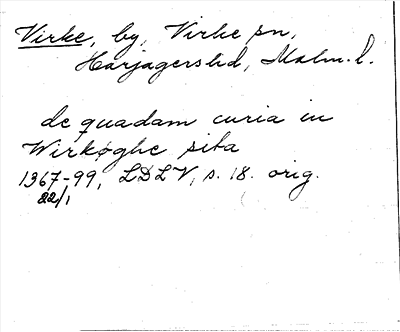 Virke, by, Virke sn,
Harjagers hd, Malm. l.
de quadam curia in
Wirkøghe sita
1367-99, LDLV, s. 18. orig.
22/1